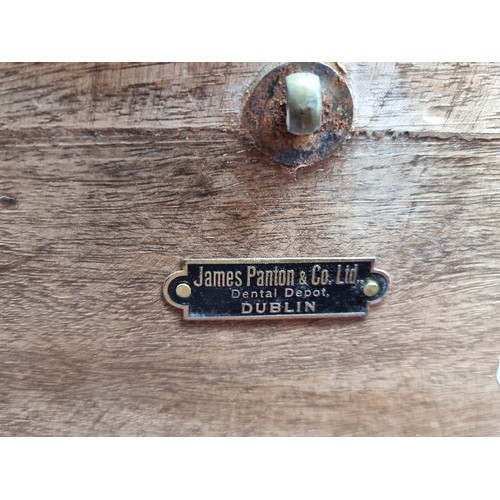 James Panton & Co. Ltd.
Dental Depot,
DUBLIN